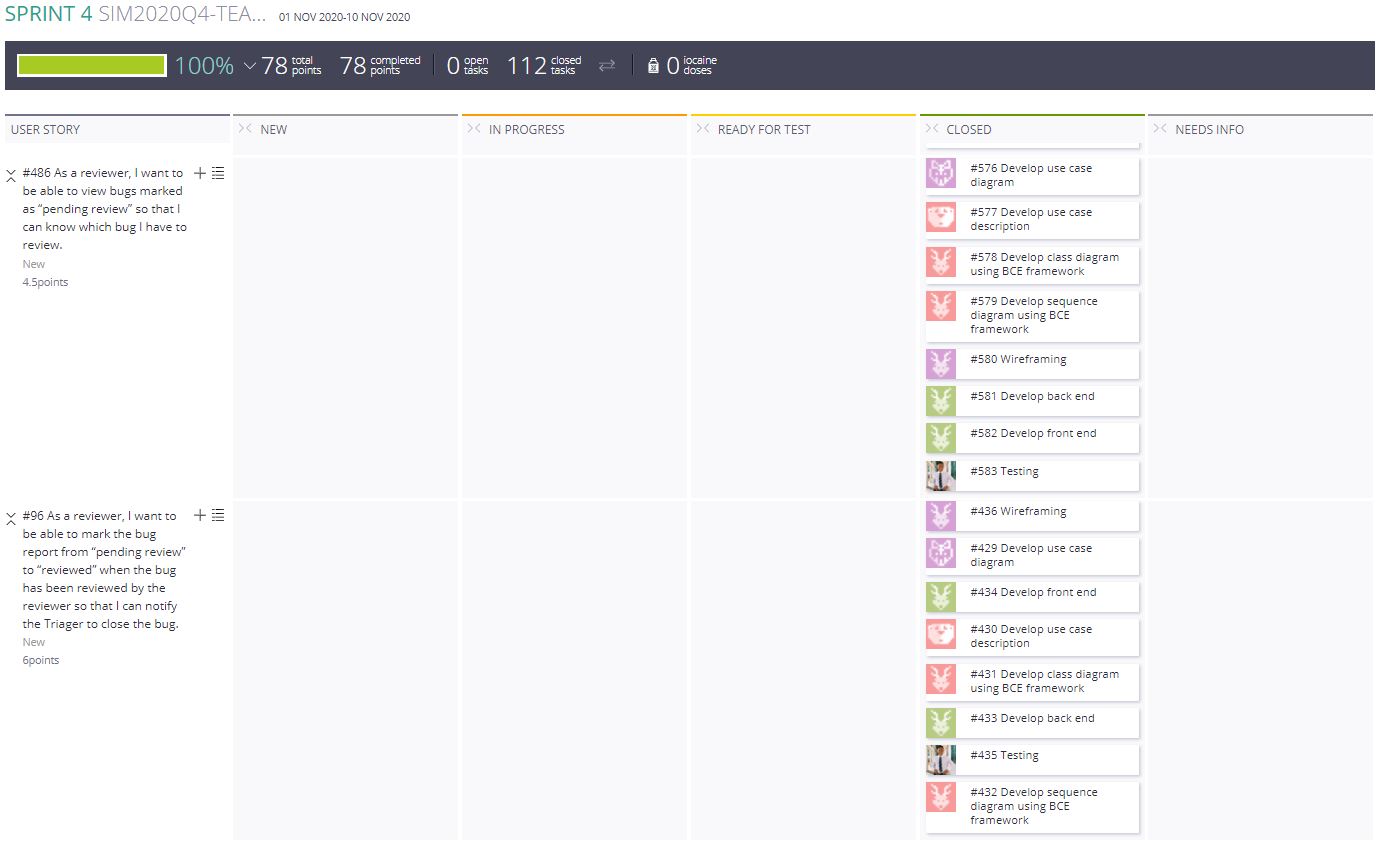 SPRINT 4 SIM2020Q4-TEA... 01 NOV 2020-10 NOV 2020
100% 78 total points 78 completed points 0 open tasks 112 closed tasks 0 iocaine doses
USER STORY NEW IN PROGRESS READY FOR TEST CLOSED NEEDS INFO
#486 As a reviewer, I want to
be able to view bugs marked
as “pending review” so that I
can know which bug I have to
review.
New
4.5points
#576 Develop use case
diagram
#577 Develop use case
description
#578 Develop class diagram
using BCE framework
#579 Develop sequence
diagram using BCE
framework
#580 Wireframing
#581 Develop back end
#582 Develop front end
#583 Testing
#96 As a reviewer, I want to
be able to mark the bug
report from “pending review”
to “reviewed” when the bug
has been reviewed by the
reviewer so that I can notify
the Triager to close the bug.
New
6points
#436 Wireframing
#429 Develop use case
diagram
#434 Develop front end
#430 Develop use case
description
#431 Develop class diagram
using BCE framework
#433 Develop back end
#435 Testing
#432 Develop sequence
diagram using BCE
framework